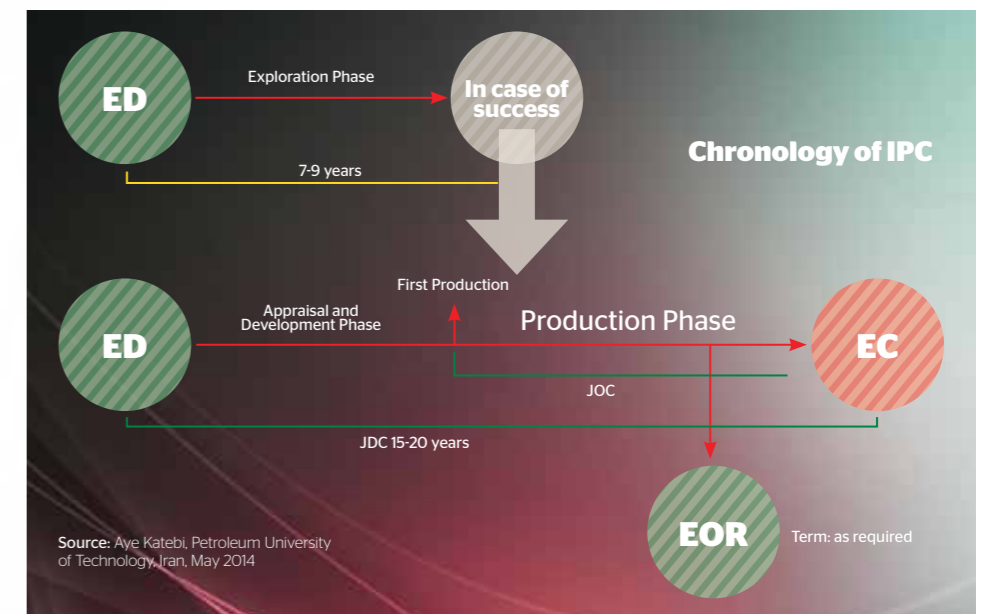 ED
Exploration Phase
In case of
success
Chronology of IPC
7-9 years
First Production
Appraisal and
Development Phase
Production Phase
ED
EC
JOC
JDC 15-20 years
EOR
Term: as required
Source: Aye Katebi, Petroleum University
of Technology, Iran, May 2014